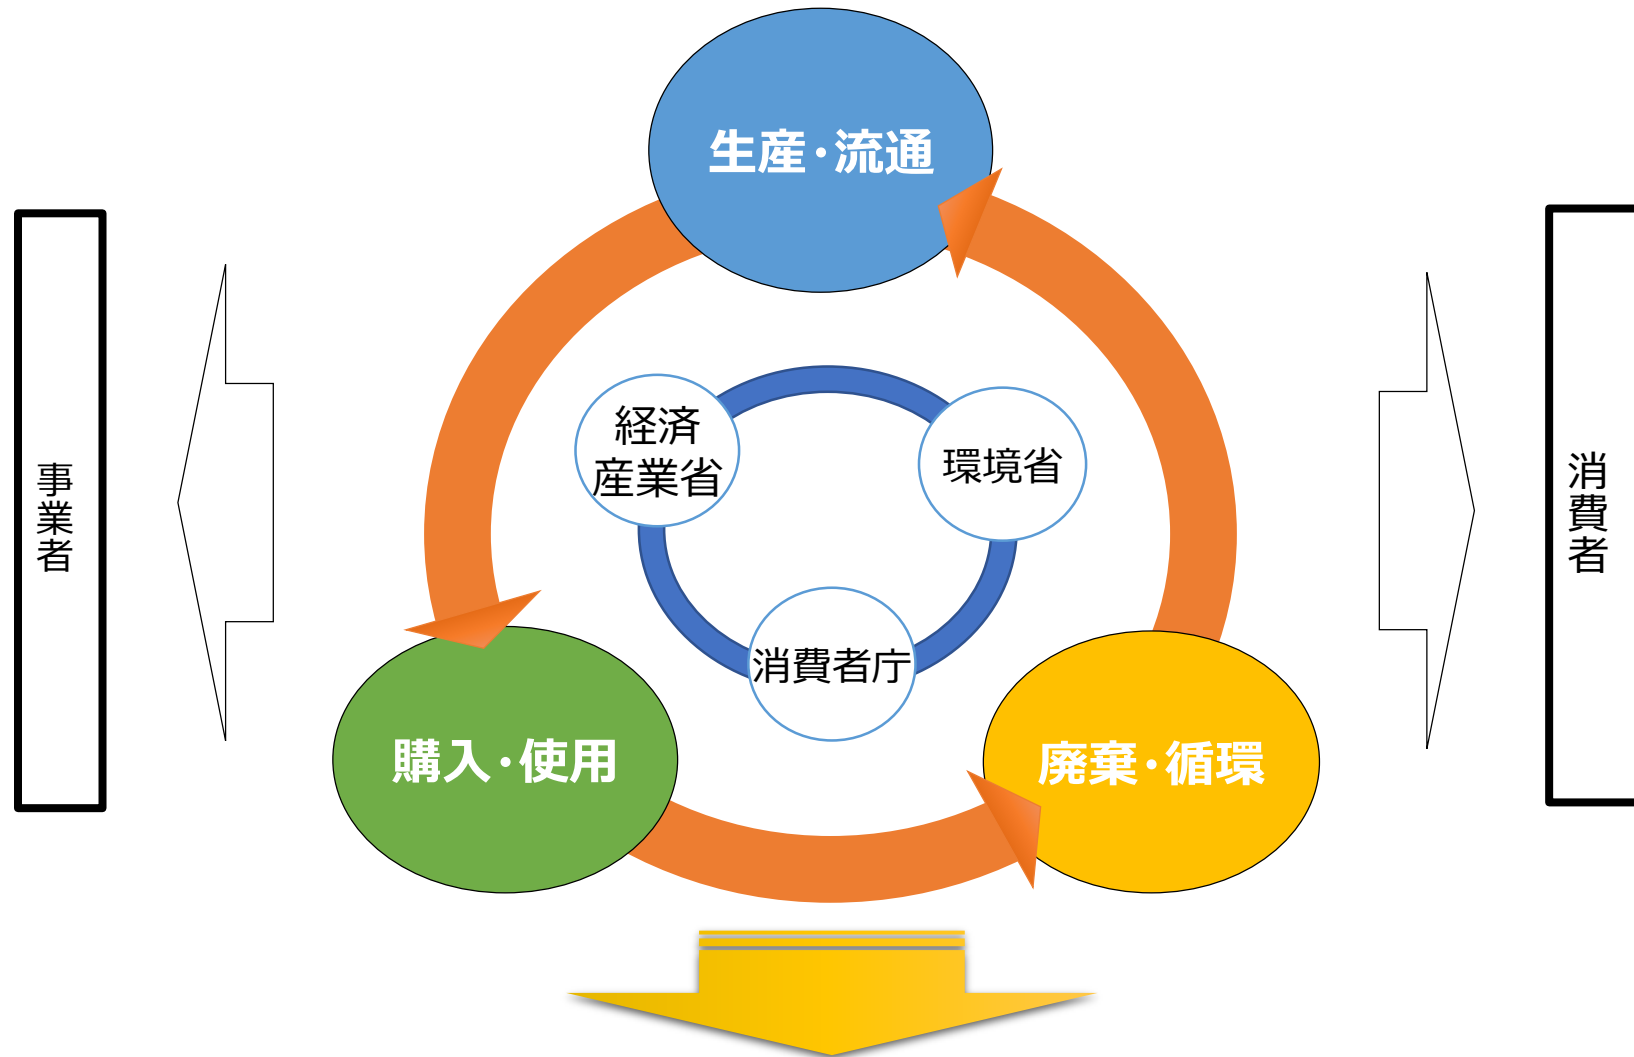 生産・流通
事業者
経済
産業省
環境省
消費者
消費者庁
購入・使用
廃棄・循環